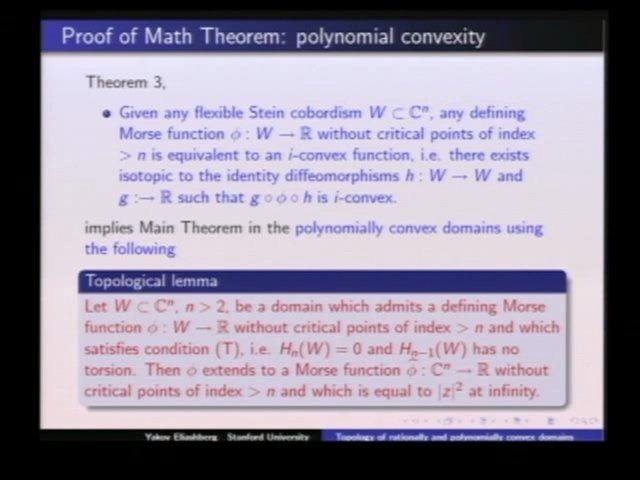 Proof of Math Theorem: polynomial convexity
Theorem 3,
• Given any flexible Stein cobordism W ⊂ ℂⁿ, any defining
Morse function ϕ : W → ℝ without critical points of index
> n is equivalent to an i-convex function, i.e. there exists
isotopic to the identity diffeomorphisms h : W → W and
g :→ ℝ such that g ∘ ϕ ∘ h is i-convex.
implies Main Theorem in the polynomially convex domains using
the following
Topological lemma
Let W ⊂ ℂⁿ, n > 2, be a domain which admits a defining Morse
function ϕ : W → ℝ without critical points of index > n and which
satisfies condition (T), i.e. Hₙ(W) = 0 and Hₙ₋₁(W) has no
torsion. Then ϕ extends to a Morse function ϕ̂ : ℂⁿ → ℝ without
critical points of index > n and which is equal to |z|² at infinity.
Yakov Eliashberg Stanford University Topology of rationally and polynomially convex domains